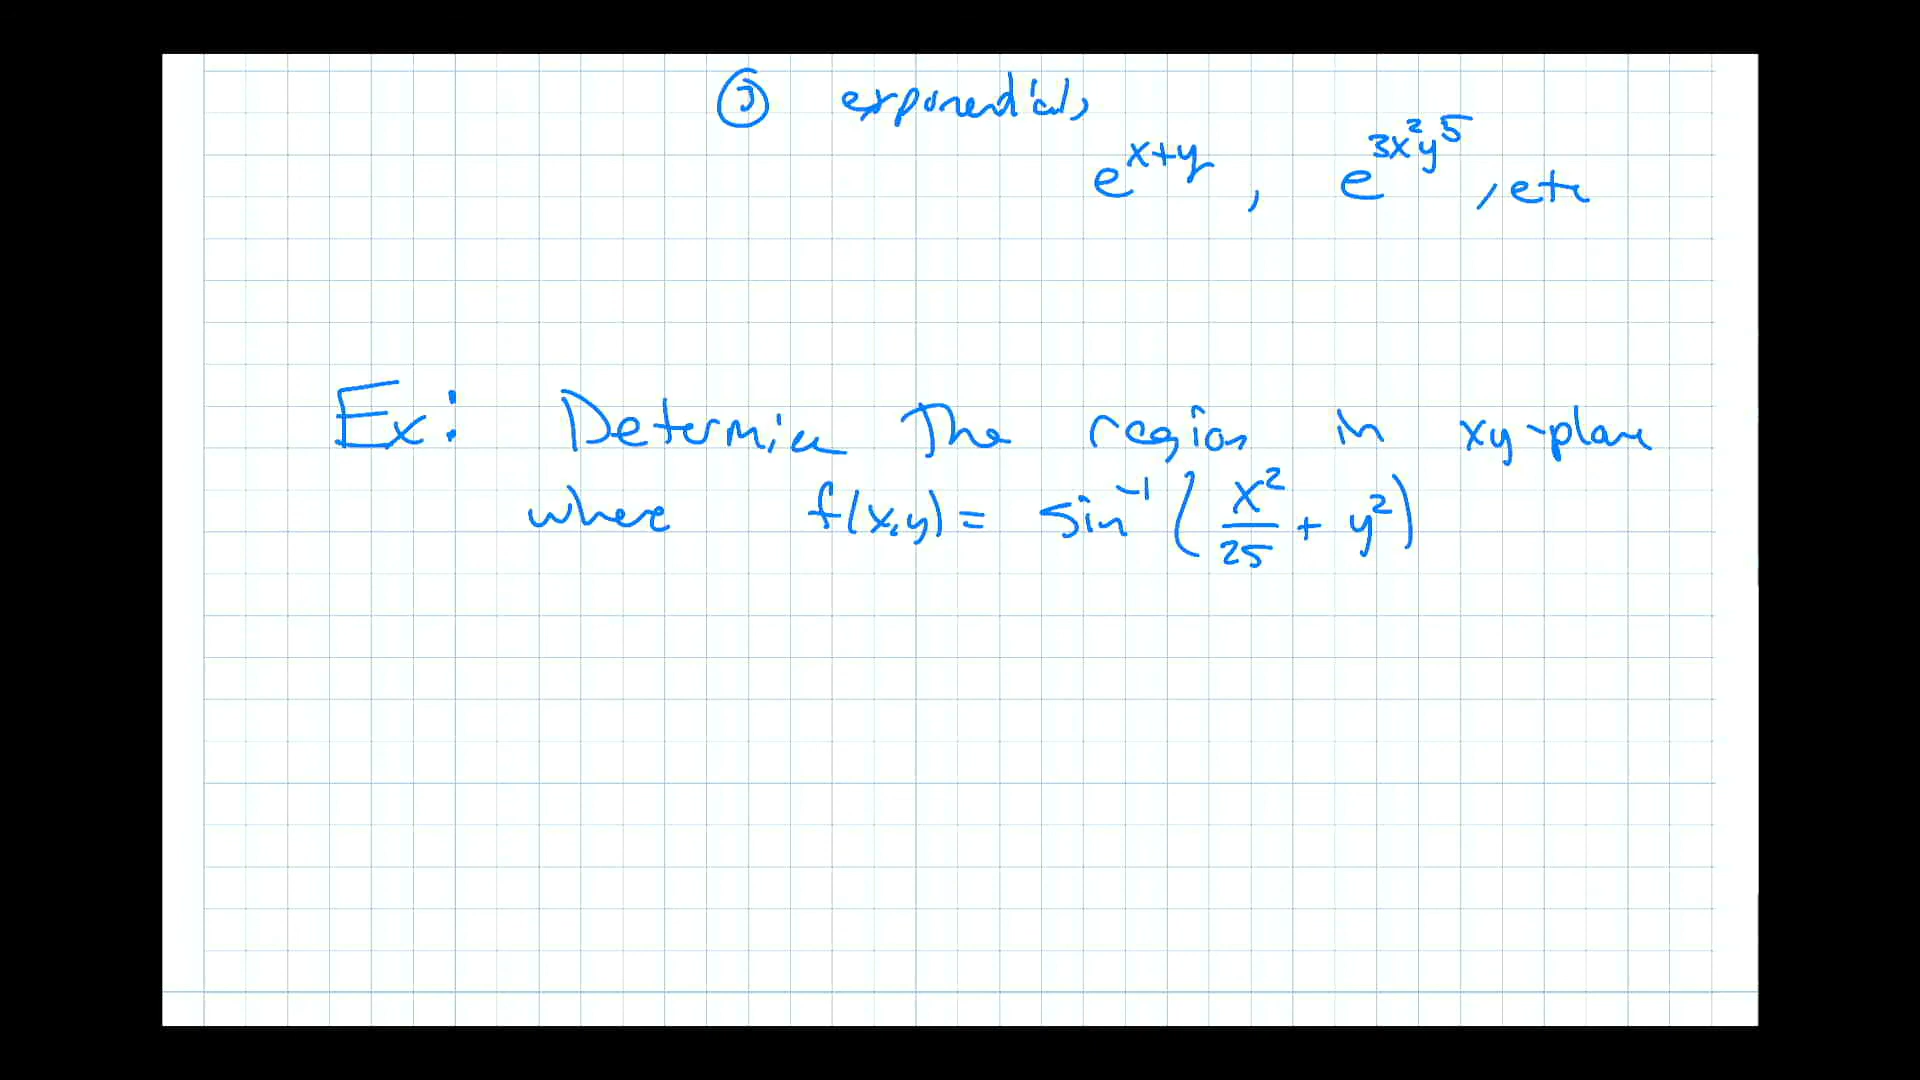 ③ exponentials
e^{x+y} , e^{3x^2y^5} , etc
Ex: Determine the region in xy-plane
where f(x,y) = sin^{-1} ( x^2/25 + y^2 )